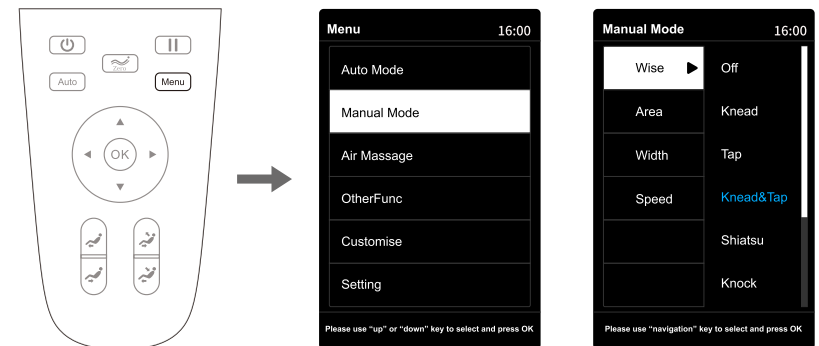 Zero
Auto
Menu
OK
Menu 16:00
Auto Mode
Manual Mode
Air Massage
OtherFunc
Customise
Setting
Please use “up” or “down” key to select and press OK
Manual Mode 16:00
Wise Off
Area Knead
Width Tap
Speed Knead&Tap
Shiatsu
Knock
Please use “navigation” key to select and press OK